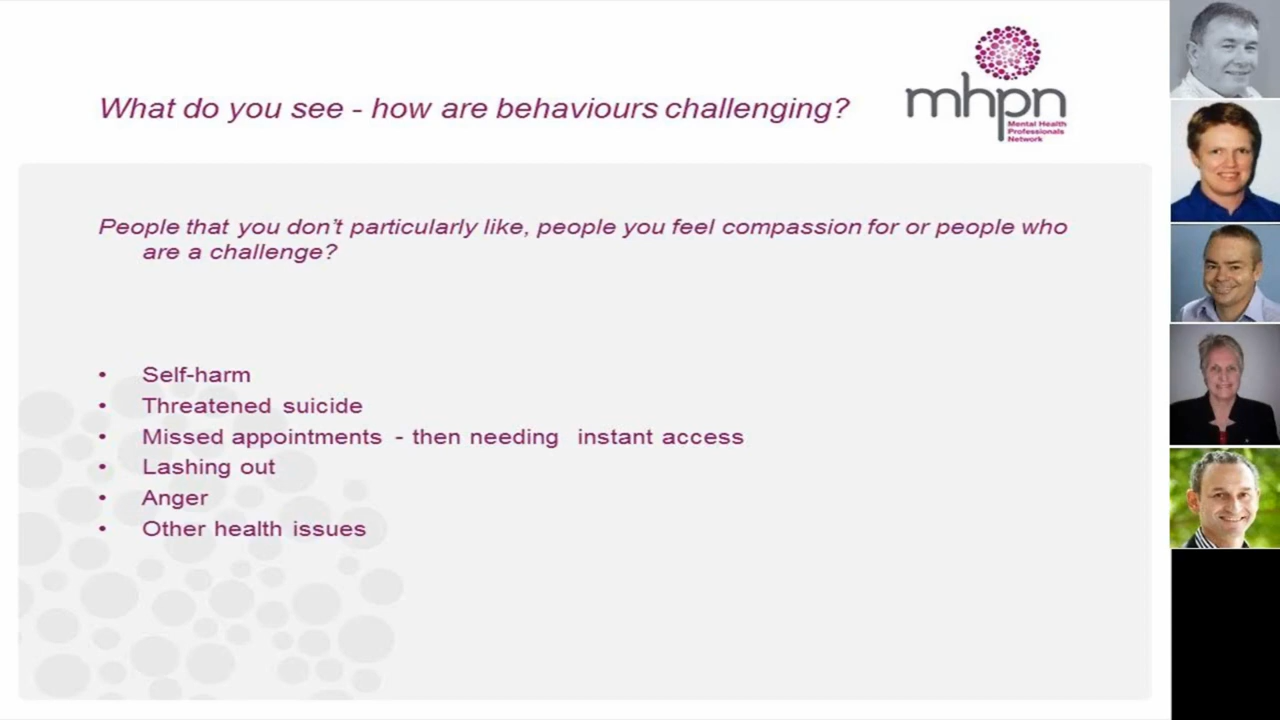 What do you see - how are behaviours challenging?
mhpn
Mental Health
Professionals
Network
People that you don't particularly like, people you feel compassion for or people who
are a challenge?
• Self-harm
• Threatened suicide
• Missed appointments - then needing instant access
• Lashing out
• Anger
• Other health issues